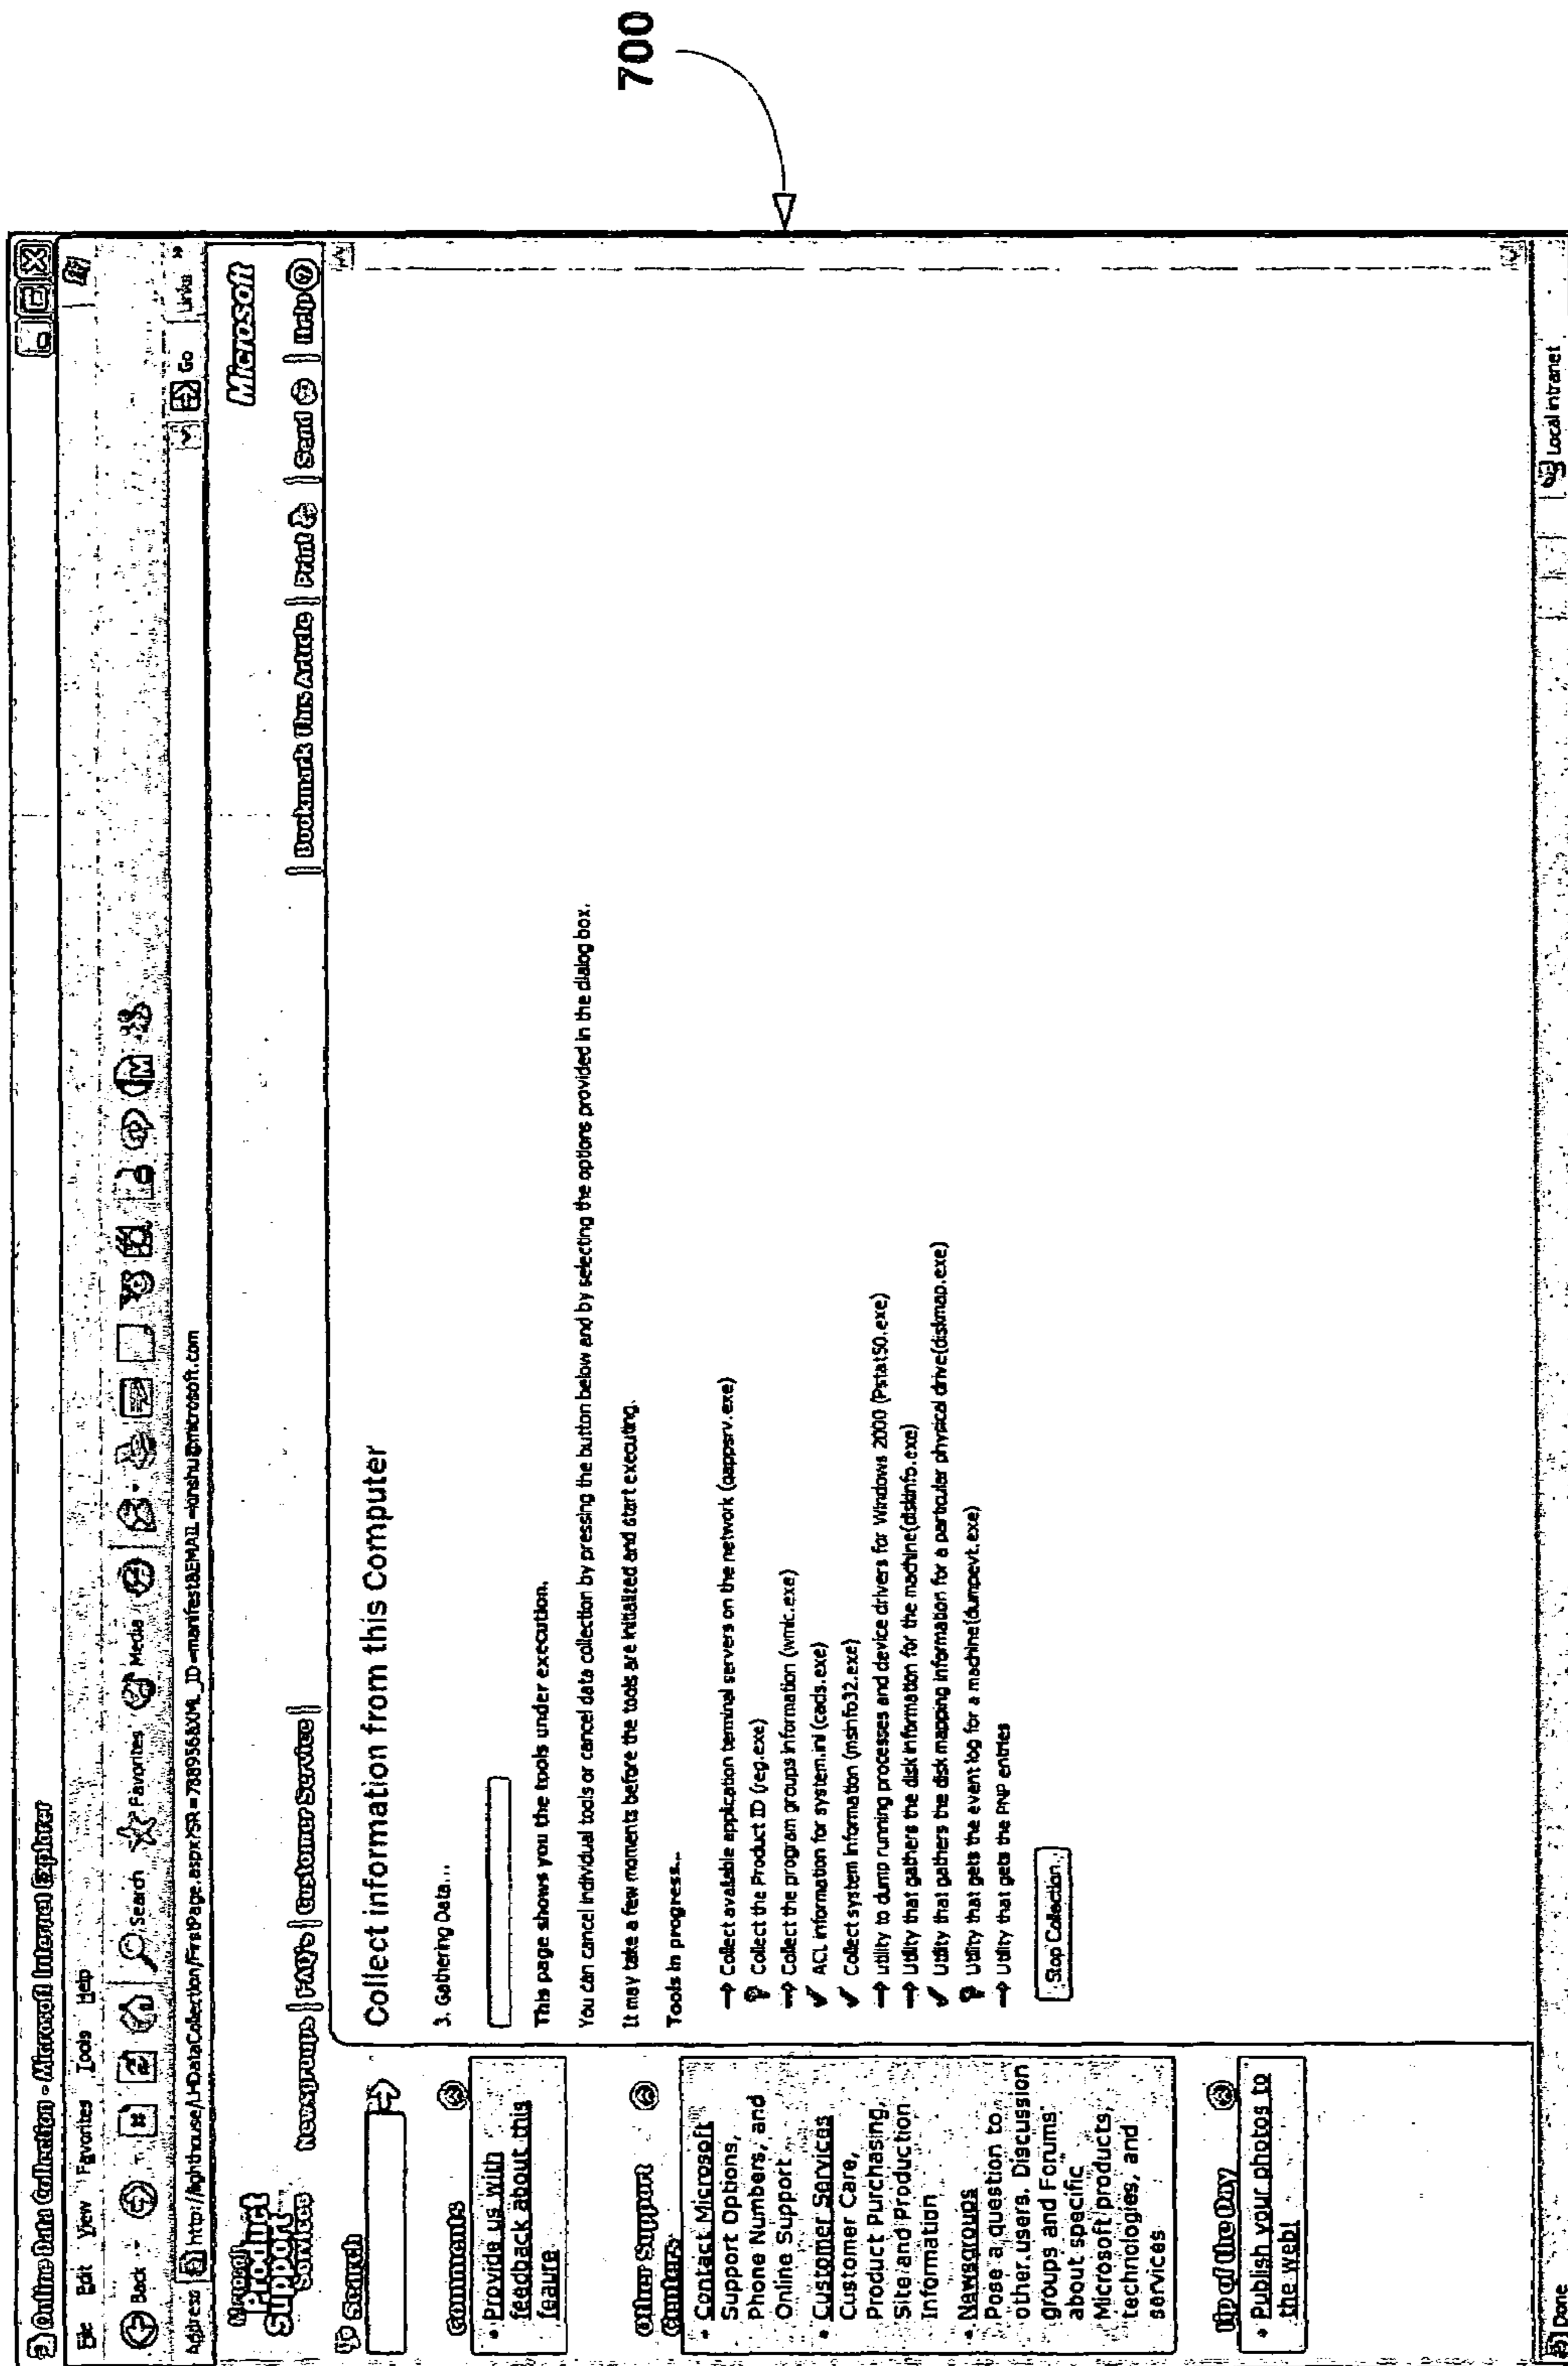 700
Online Data Collection - Microsoft Internet Explorer
File Edit View Favorites Tools Help
Back Search Favorites Media
Address http://lighthouse/LHDataCollection/FirstPage.aspx?SR=788956&XML_ID=manifest&EMAIL=lonshu@microsoft.com Go Links »
Microsoft
Product
Support
Services
Newsgroups | FAQ's | Customer Service |
Microsoft
| Bookmark this Article | Print | Send | Help
Search
Comments
• Provide us with
feedback about this
feaure
Other Support
Centers
• Contact Microsoft
Support Options,
Phone Numbers, and
Online Support
• Customer Services
Customer Care,
Product Purchasing,
Site and Production
Information
• Newsgroups
Pose a question to
other users. Discussion
groups and Forums
about specific
Microsoft products,
technologies, and
services
Tip of the Day
• Publish your photos to
the web!
Collect information from this Computer
3. Gathering Data...
This page shows you the tools under execution.
You can cancel individual tools or cancel data collection by pressing the button below and by selecting the options provided in the dialog box.
It may take a few moments before the tools are initialized and start executing.
Tools in progress...
Collect available application terminal servers on the network (qappsrv.exe)
Collect the Product ID (reg.exe)
Collect the program groups information (wmic.exe)
ACL information for system.ini (cacls.exe)
Collect system information (msinfo32.exe)
Utility to dump running processes and device drivers for Windows 2000 (Pstat50.exe)
Utility that gathers the disk information for the machine(diskinfo.exe)
Utility that gathers the disk mapping information for a particular physical drive(diskmap.exe)
Utility that gets the event log for a machine(dumpevt.exe)
Utility that gets the PNP entries
Stop Collection
Done
Local intranet